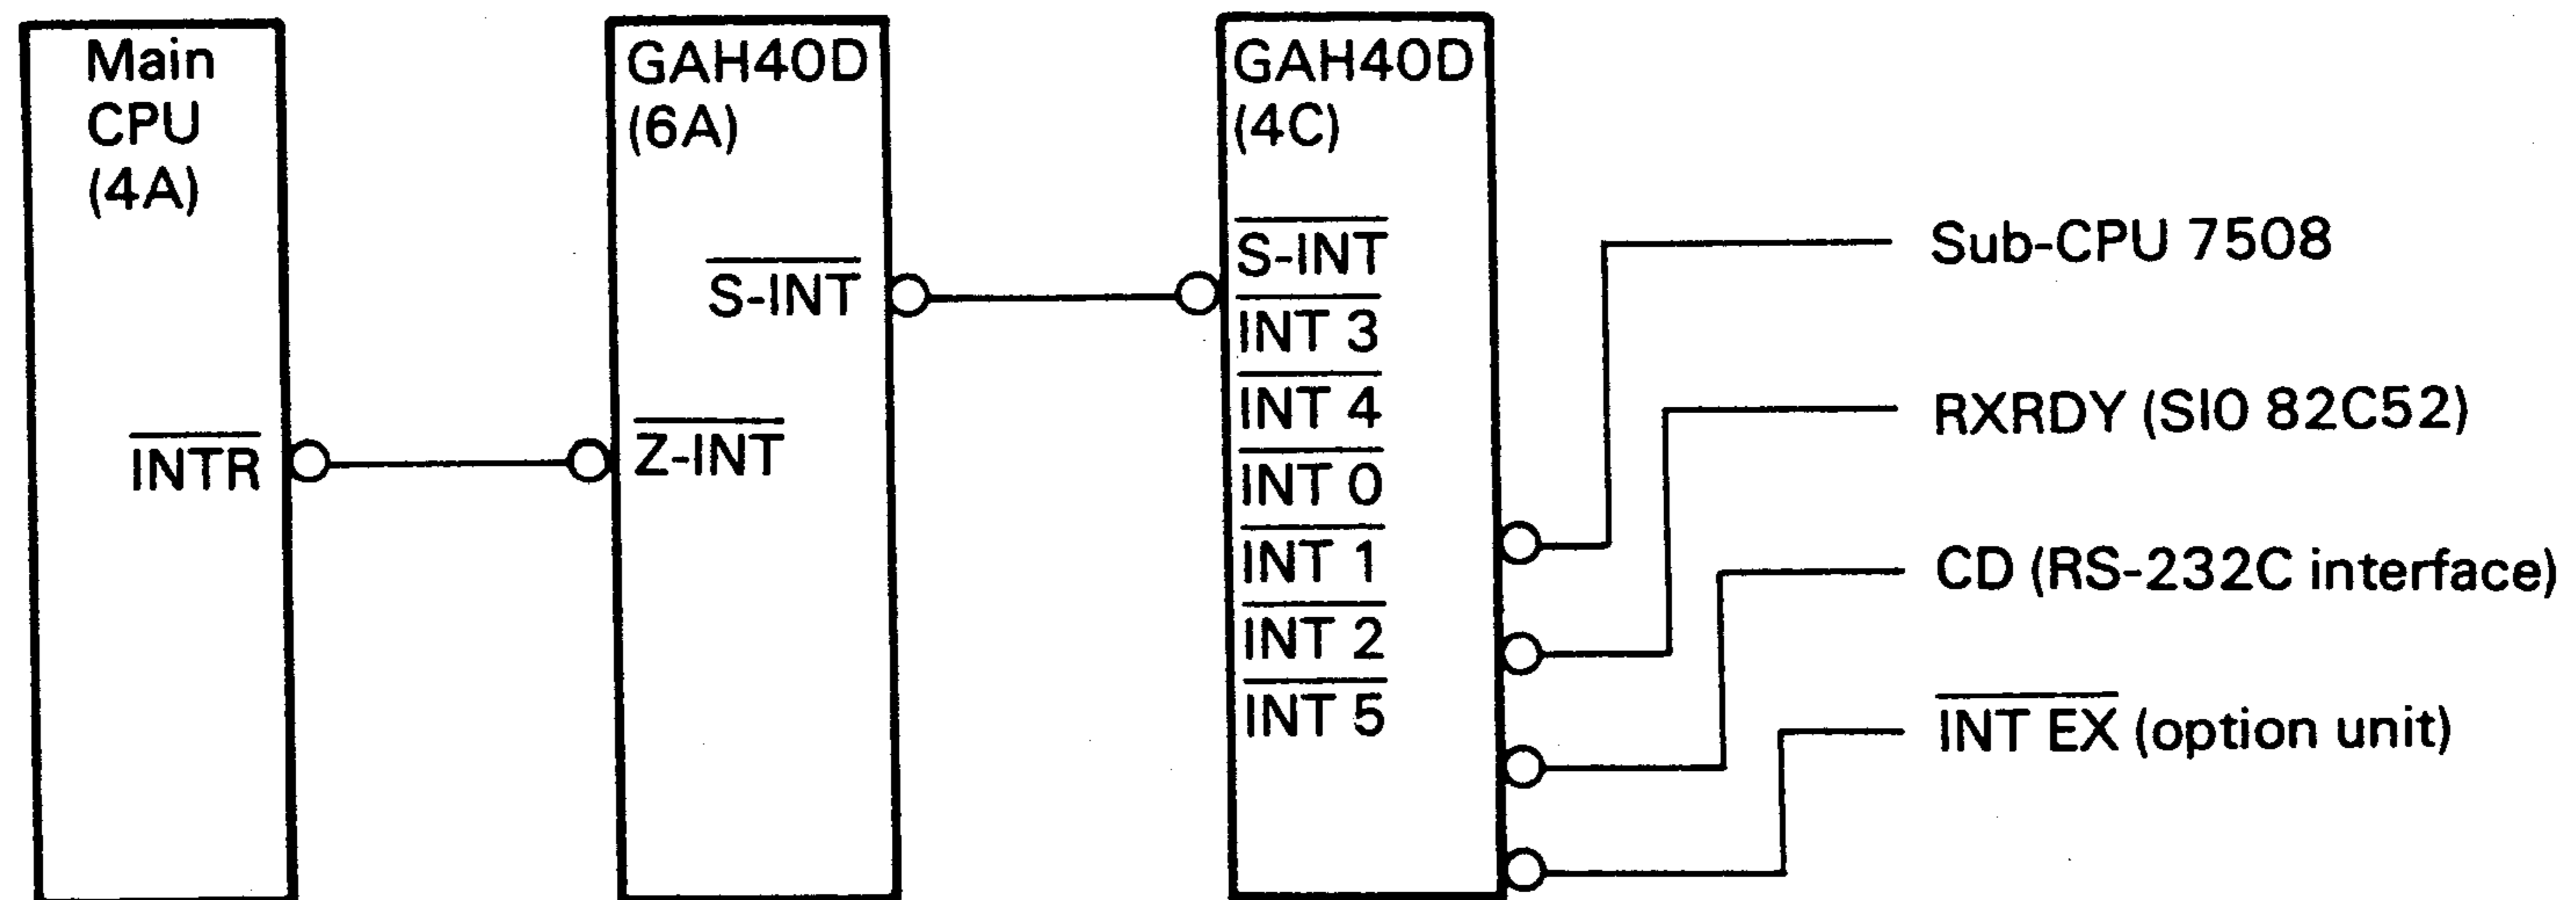 Main
CPU
(4A)
INTR
GAH40D
(6A)
S-INT
Z-INT
GAH40D
(4C)
S-INT
INT 3
INT 4
INT 0
INT 1
INT 2
INT 5
Sub-CPU 7508
RXRDY (SIO 82C52)
CD (RS-232C interface)
INT EX (option unit)